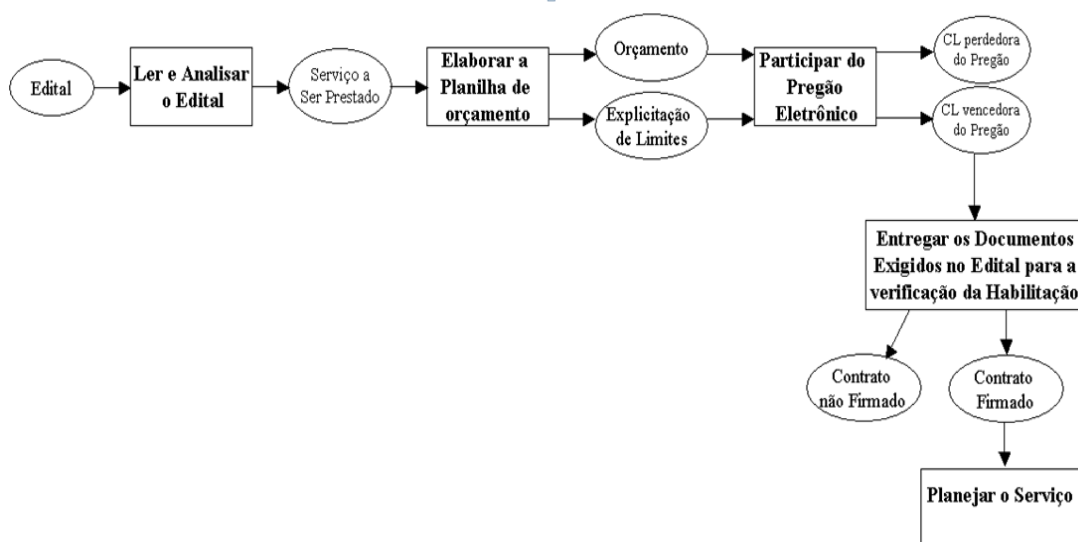 Edital
Ler e Analisar
o Edital
Serviço a
Ser Prestado
Elaborar a
Planilha de
orçamento
Orçamento
Explicitação
de Limites
Participar do
Pregão
Eletrônico
CL perdedora
do Pregão
CL vencedora
do Pregão
Entregar os Documentos
Exigidos no Edital para a
verificação da Habilitação
Contrato
não Firmado
Contrato
Firmado
Planejar o Serviço